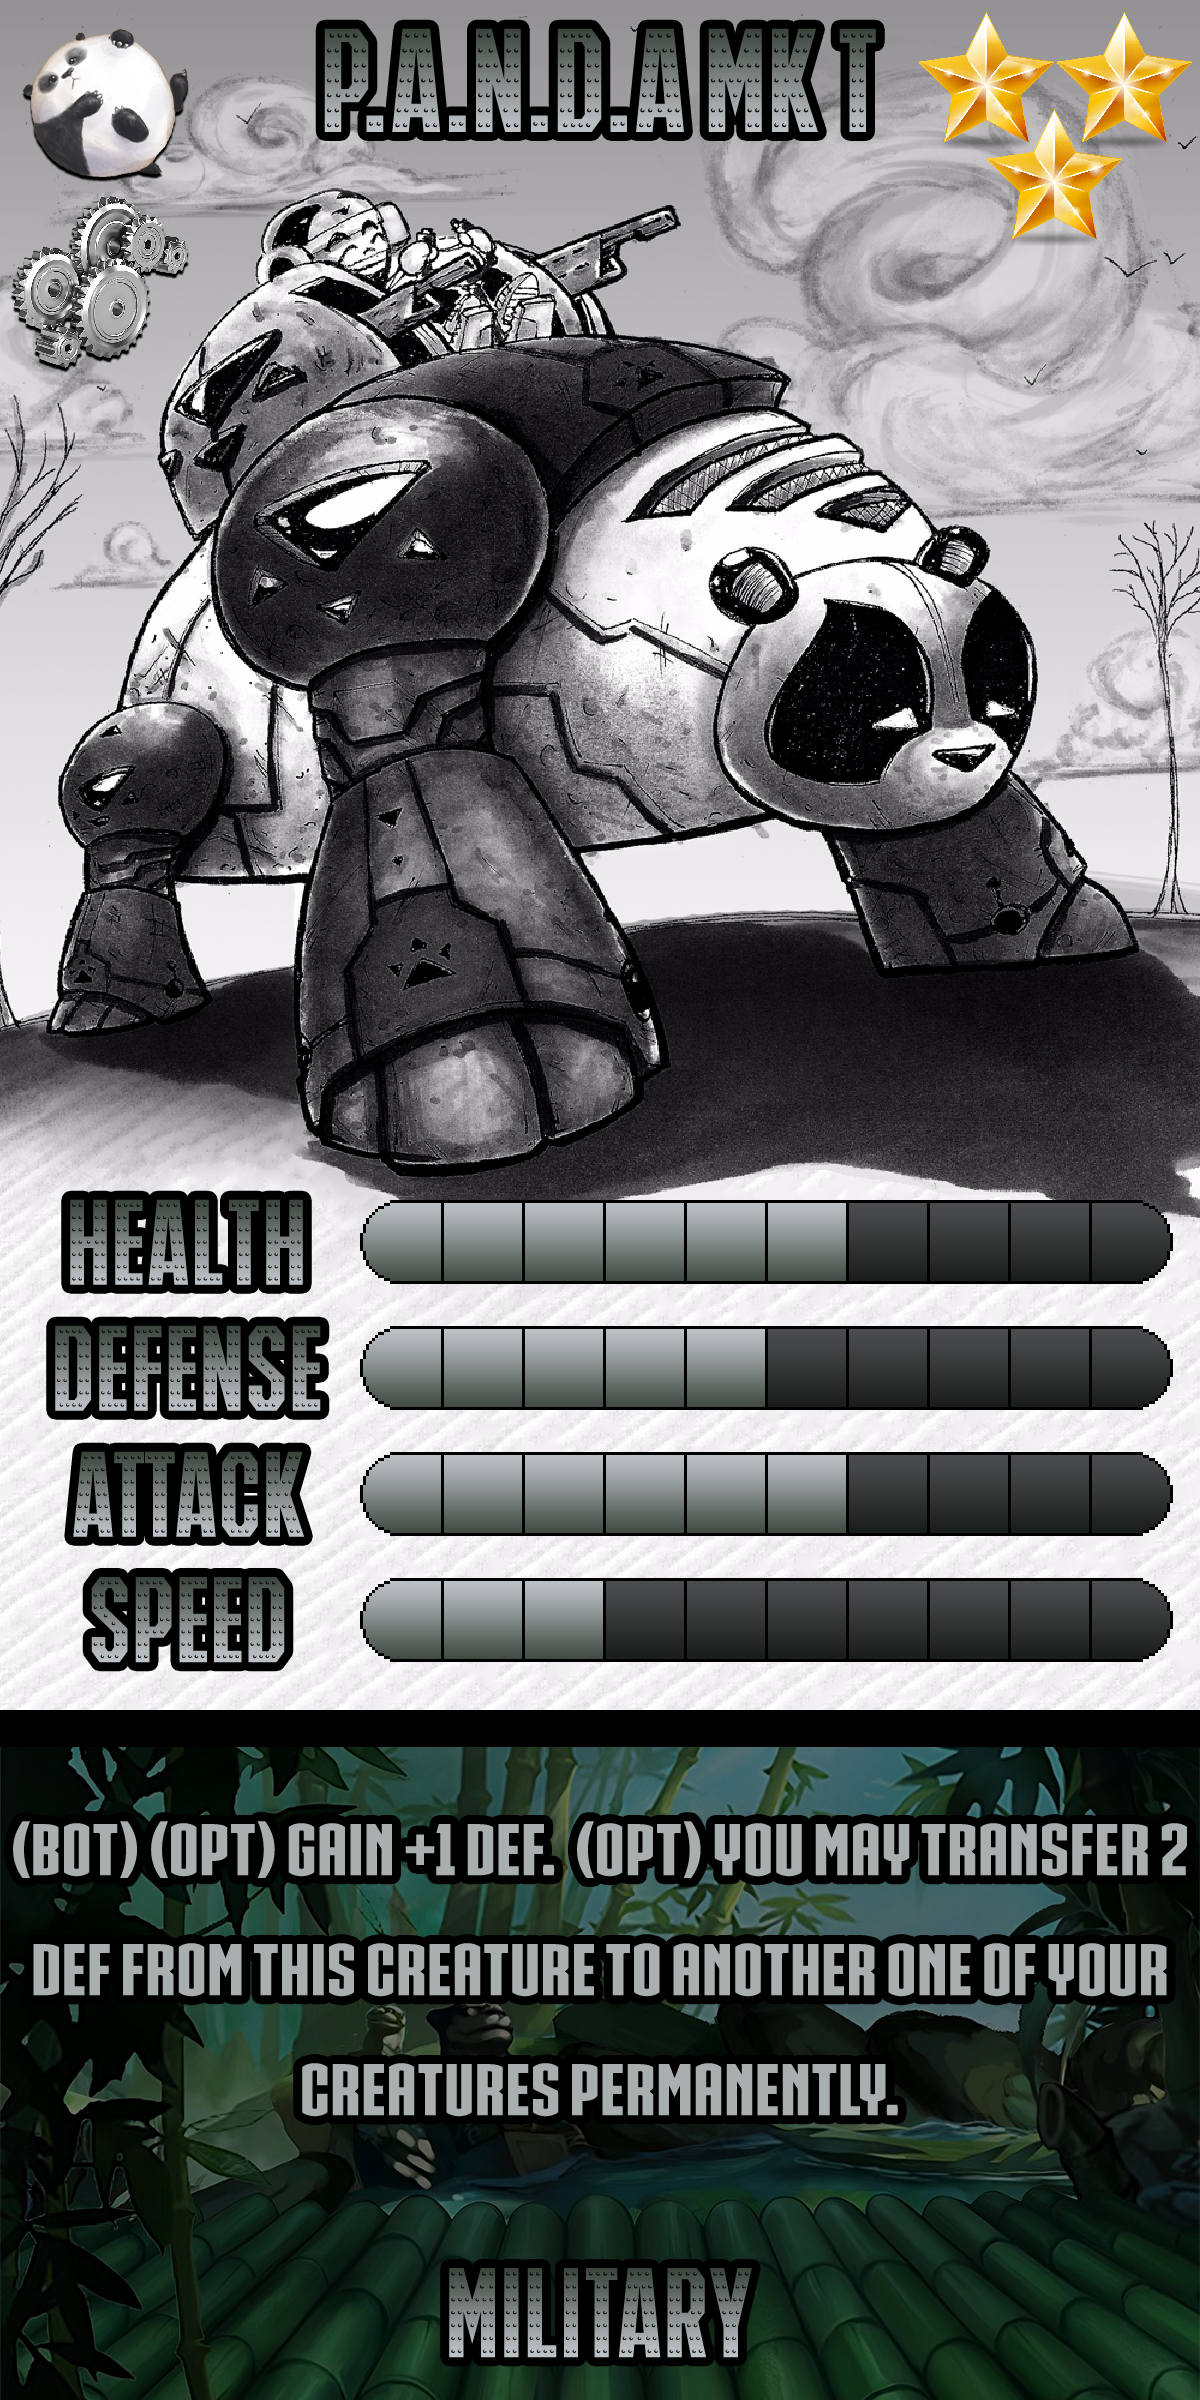 P.A.N.D.A MK T
HEALTH
DEFENSE
ATTACK
SPEED
(BOT) (OPT) GAIN +1 DEF. (OPT) YOU MAY TRANSFER 2
DEF FROM THIS CREATURE TO ANOTHER ONE OF YOUR
CREATURES PERMANENTLY.
MILITARY